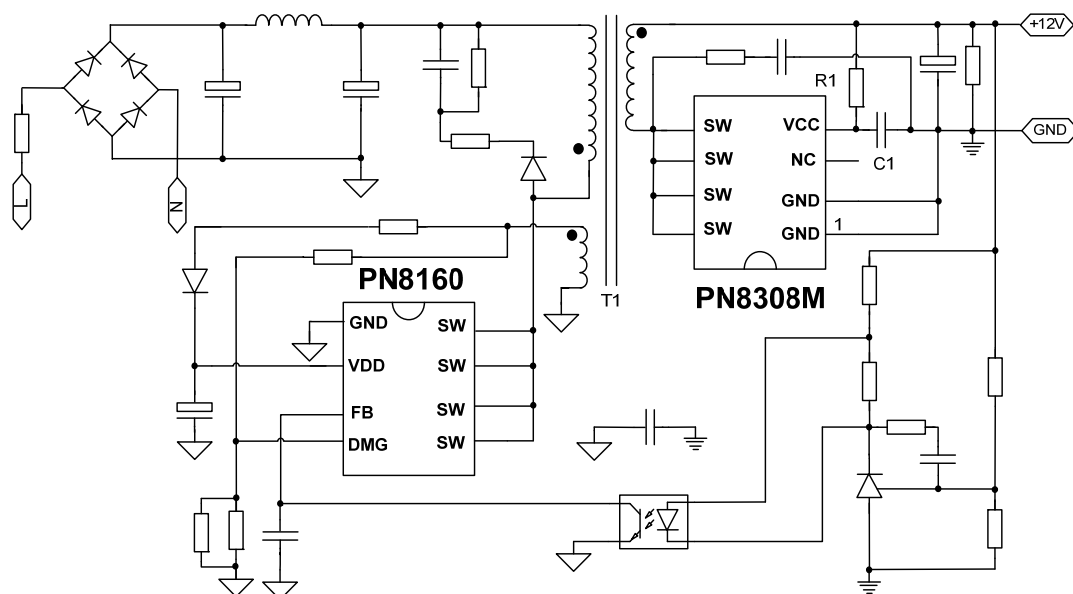 +12V
R1
SW
VCC
GND
SW
NC
C1
SW
GND
SW
GND
1
L
N
PN8160
T1
PN8308M
GND
SW
VDD
SW
FB
SW
DMG
SW